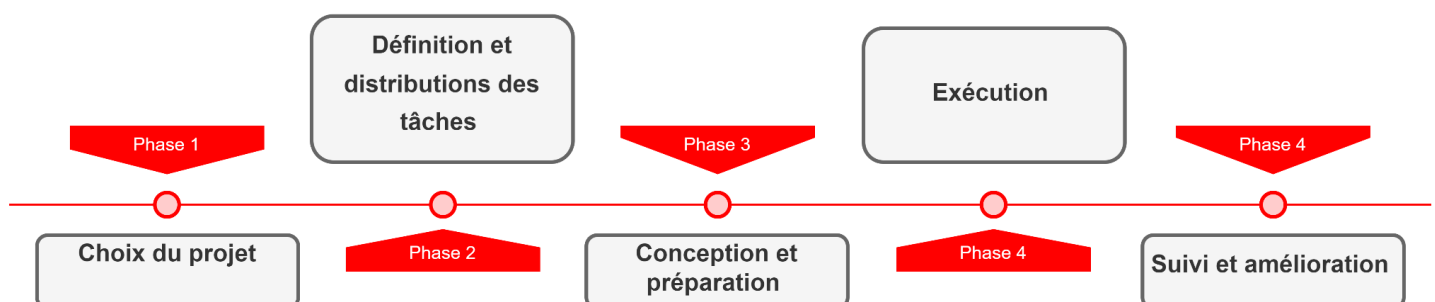 Phase 1
Choix du projet
Définition et
distributions des
tâches
Phase 2
Phase 3
Conception et
préparation
Exécution
Phase 4
Phase 4
Suivi et amélioration